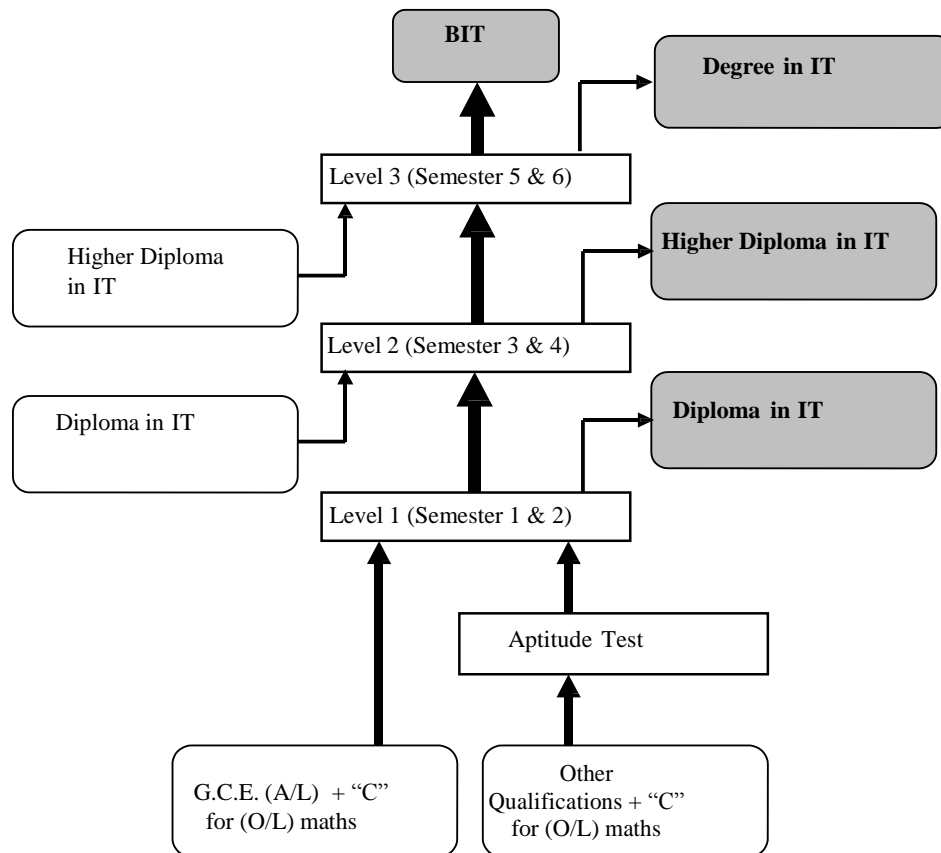 BIT
Degree in IT
Level 3 (Semester 5 & 6)
Higher Diploma
in IT
Higher Diploma in IT
Level 2 (Semester 3 & 4)
Diploma in IT
Diploma in IT
Level 1 (Semester 1 & 2)
Aptitude Test
G.C.E. (A/L) + “C”
for (O/L) maths
Other
Qualifications + “C”
for (O/L) maths